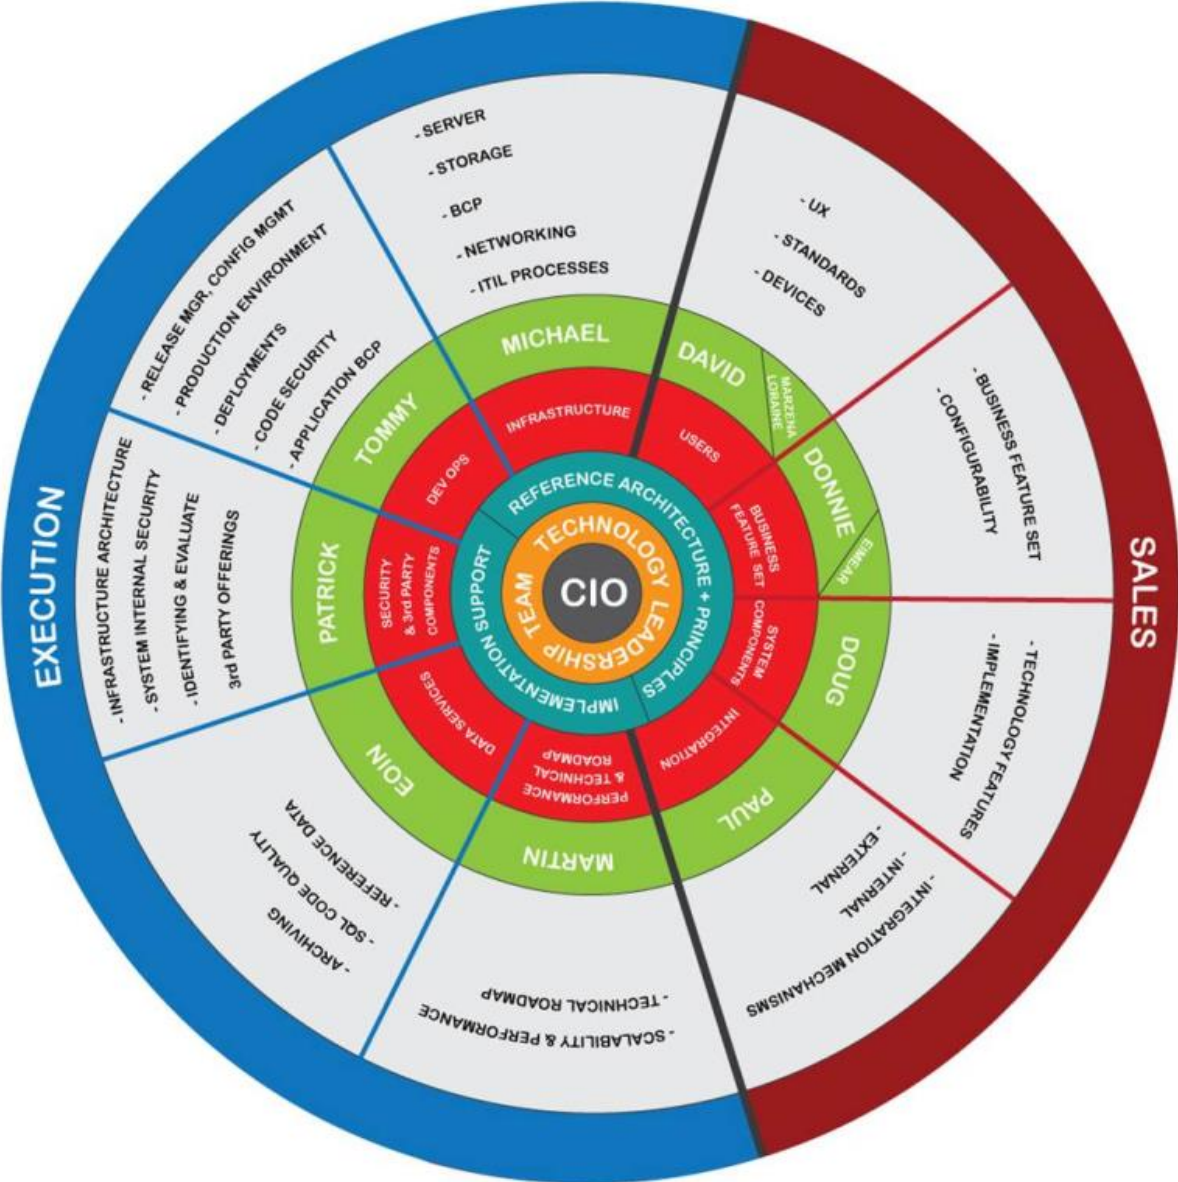 EXECUTION
SALES
- SERVER
- STORAGE
- BCP
- NETWORKING
- ITIL PROCESSES
MICHAEL
INFRASTRUCTURE
- UX
- STANDARDS
- DEVICES
DAVID
MARZENA
LORAINE
USERS
- BUSINESS FEATURE SET
- CONFIGURABILITY
DONNIE
EIMEAR
BUSINESS
FEATURE SET
- TECHNOLOGY FEATURES
- IMPLEMENTATION
DOUG
SYSTEM
COMPONENTS
- EXTERNAL
- INTERNAL
- INTEGRATION MECHANISMS
PAUL
INTEGRATION
- TECHNICAL ROADMAP
- SCALABILITY & PERFORMANCE
MARTIN
PERFORMANCE
& TECHNICAL
ROADMAP
- REFERENCE DATA
- SQL CODE QUALITY
- ARCHIVING
EOIN
DATA SERVICES
- INFRASTRUCTURE ARCHITECTURE
- SYSTEM INTERNAL SECURITY
- IDENTIFYING & EVALUATE
3rd PARTY OFFERINGS
PATRICK
SECURITY
& 3rd PARTY
COMPONENTS
- RELEASE MGR, CONFIG MGMT
- PRODUCTION ENVIRONMENT
- DEPLOYMENTS
- CODE SECURITY
- APPLICATION BCP
TOMMY
DEV OPS
REFERENCE ARCHITECTURE + PRINCIPLES
IMPLEMENTATION SUPPORT
TECHNOLOGY LEADERSHIP TEAM
CIO